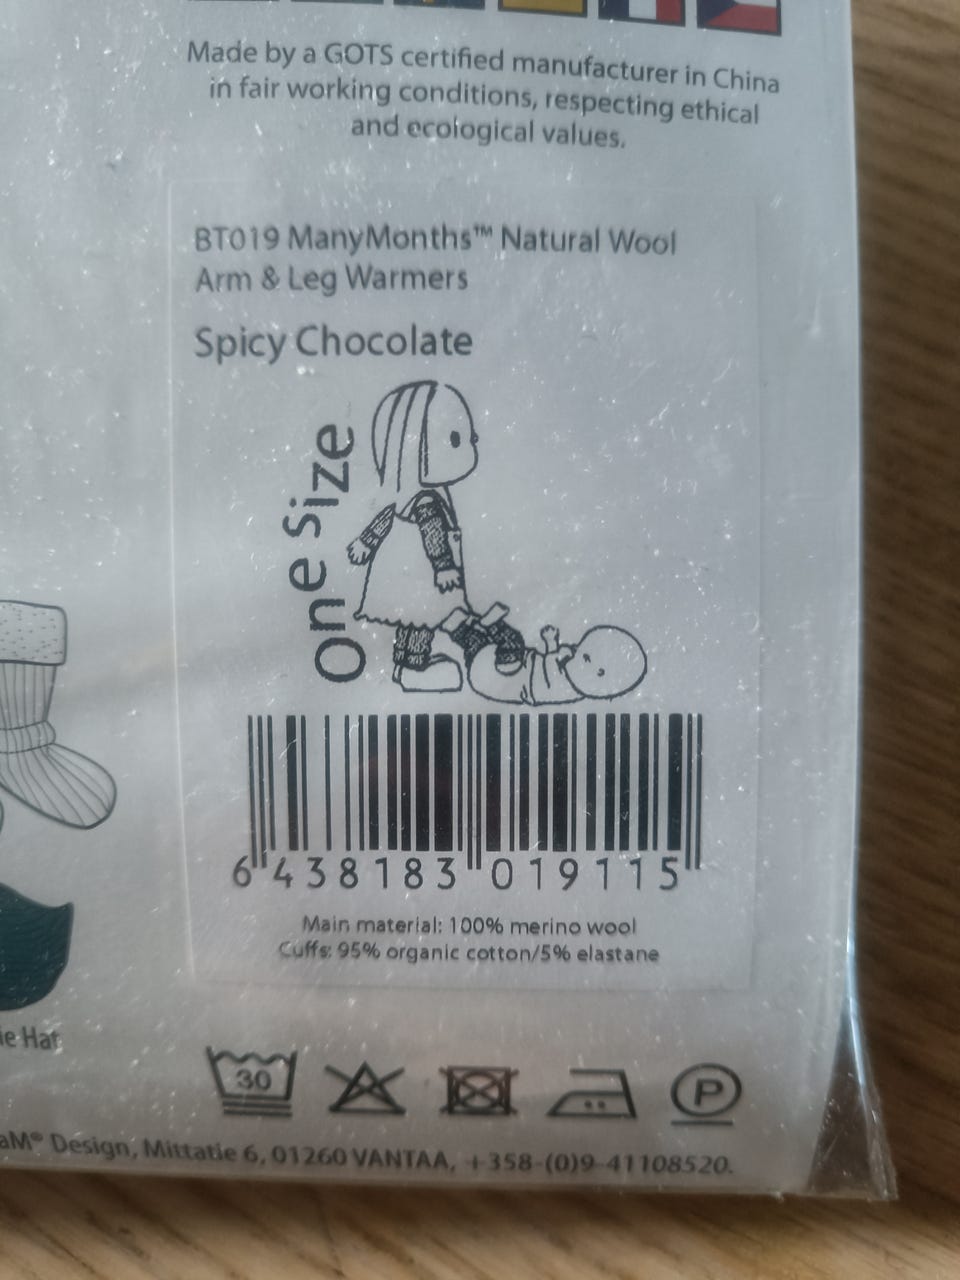 Made by a GOTS certified manufacturer in China
in fair working conditions, respecting ethical
and ecological values.
BT019 ManyMonths™ Natural Wool
Arm & Leg Warmers
Spicy Chocolate
One Size
6 438183 019115
Main material: 100% merino wool
Cuffs: 95% organic cotton/5% elastane
ie Hat
30
P
aM® Design, Mittatie 6, 01260 VANTAA, +358-(0)9-41108520.